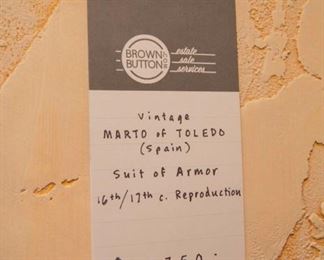 BROWN
BUTTON
estate
sale
services
Vintage
MARTO of TOLEDO
(Spain)
Suit of Armor
16th/17th c. Reproduction